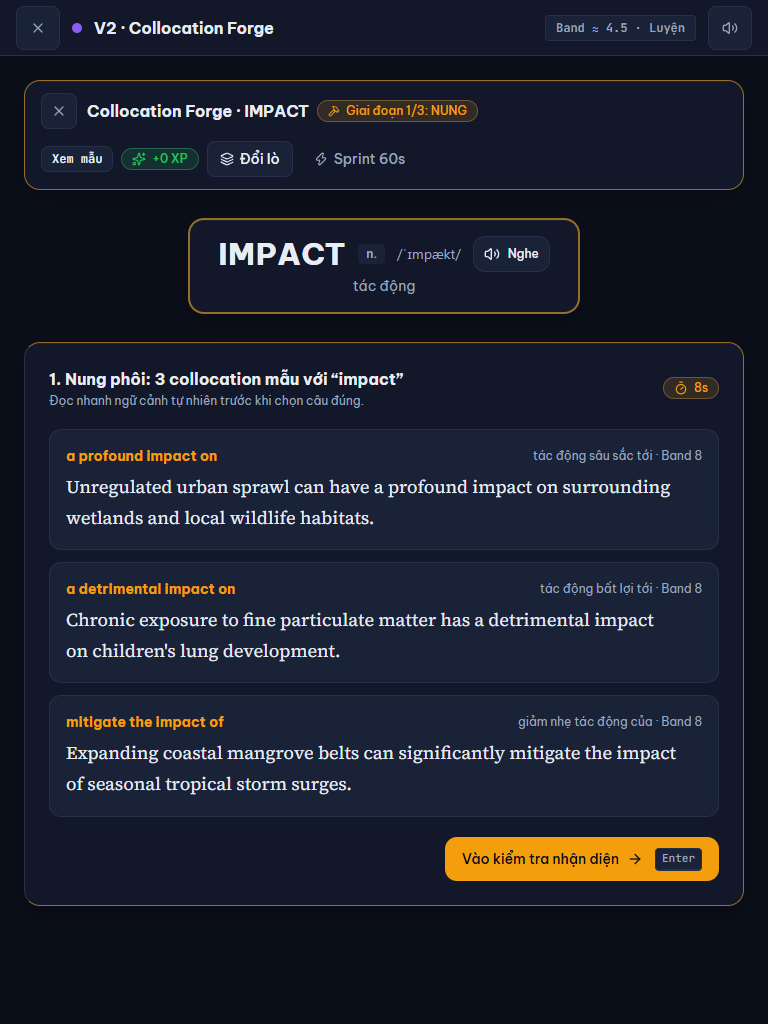 V2 · Collocation Forge
Band ≈ 4.5 · Luyện
Collocation Forge · IMPACT
Giai đoạn 1/3: NUNG
Xem mẫu
+0 XP
Đổi lò
Sprint 60s
IMPACT
n.
/ˈɪmpækt/
Nghe
tác động
1. Nung phôi: 3 collocation mẫu với “impact”
8s
Đọc nhanh ngữ cảnh tự nhiên trước khi chọn câu đúng.
a profound impact on
tác động sâu sắc tới · Band 8
Unregulated urban sprawl can have a profound impact on surrounding
wetlands and local wildlife habitats.
a detrimental impact on
tác động bất lợi tới · Band 8
Chronic exposure to fine particulate matter has a detrimental impact
on children's lung development.
mitigate the impact of
giảm nhẹ tác động của · Band 8
Expanding coastal mangrove belts can significantly mitigate the impact
of seasonal tropical storm surges.
Vào kiểm tra nhận diện →
Enter